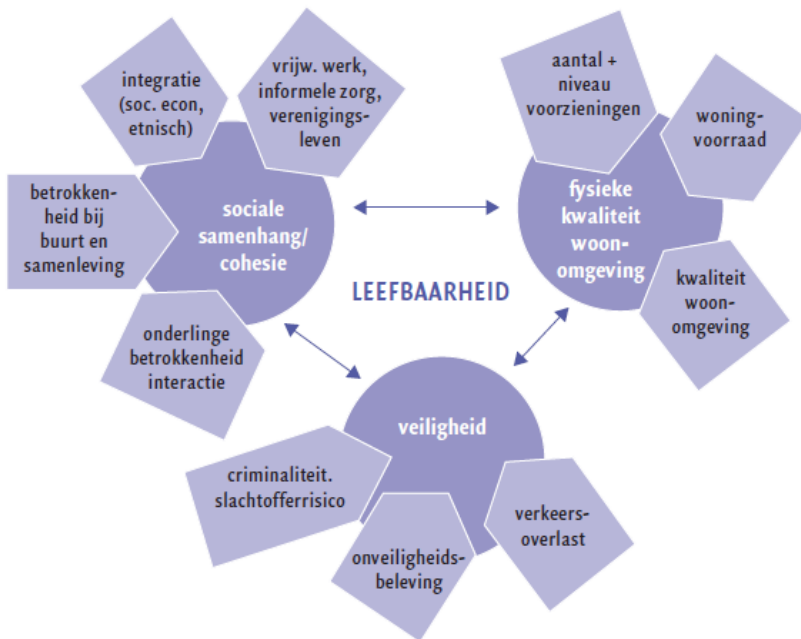 integratie
(soc. econ,
etnisch)
vrijw. werk,
informele zorg,
verenigings-
leven
betrokken-
heid bij
buurt en
samenleving
sociale
samenhang/
cohesie
onderlinge
betrokkenheid
interactie
aantal +
niveau
voorzieningen
woning-
voorraad
fysieke
kwaliteit
woon-
omgeving
kwaliteit
woon-
omgeving
LEEFBAARHEID
veiligheid
criminaliteit.
slachtofferrisico
onveiligheids-
beleving
verkeers-
overlast